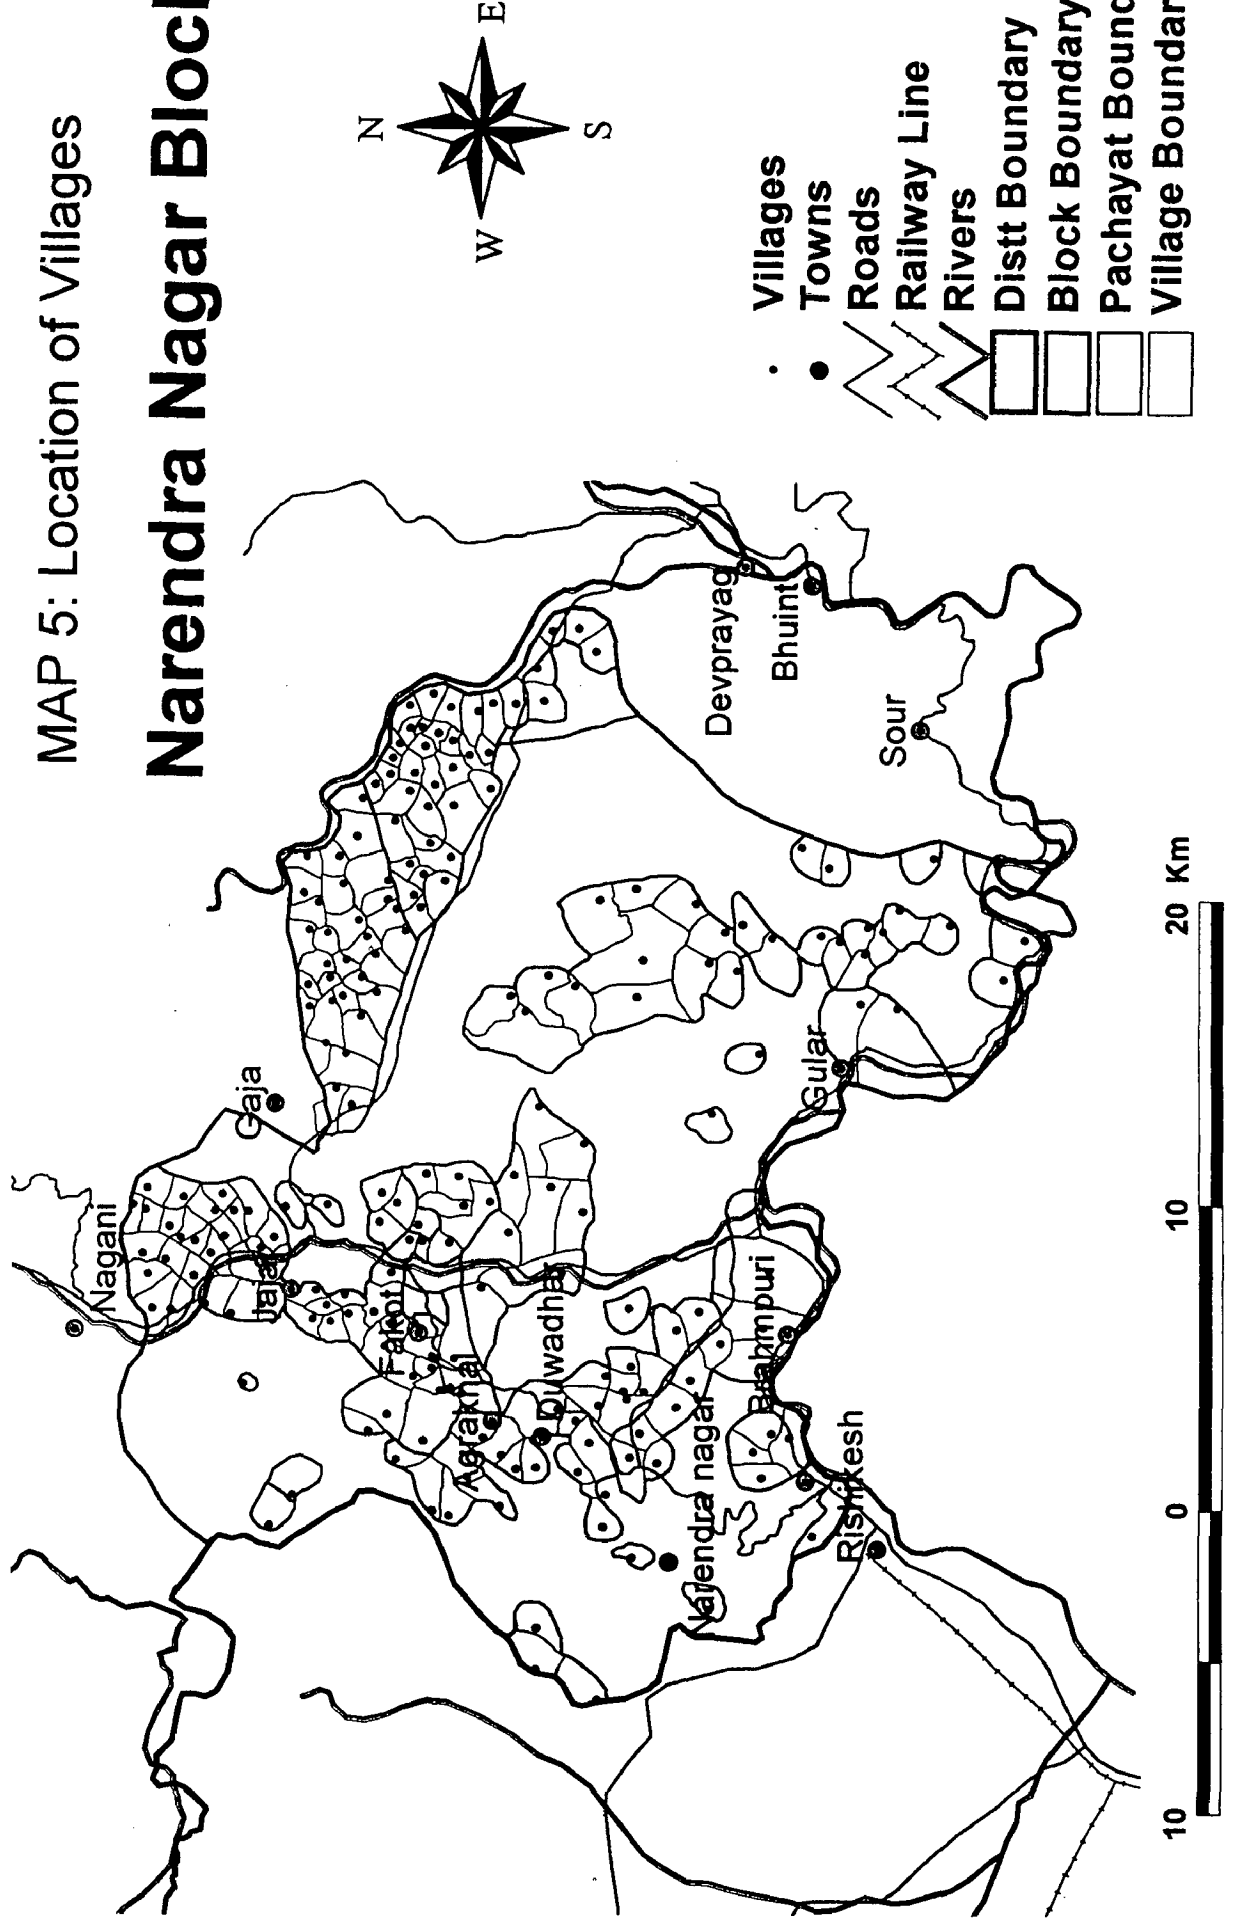 MAP 5: Location of Villages
Narendra Nagar Bloc
N
E
W
S
Villages
Towns
Roads
Railway Line
Rivers
Distt Boundary
Block Boundary
Pachayat Bound
Village Boundar
Nagani
Gaja
Jajal
Fakot
Agrakhal
Duwadhar
Narendra nagar
Brahmpuri
Rishikesh
Gular
Devprayag
Bhuint
Sour
10 0 10 20 Km